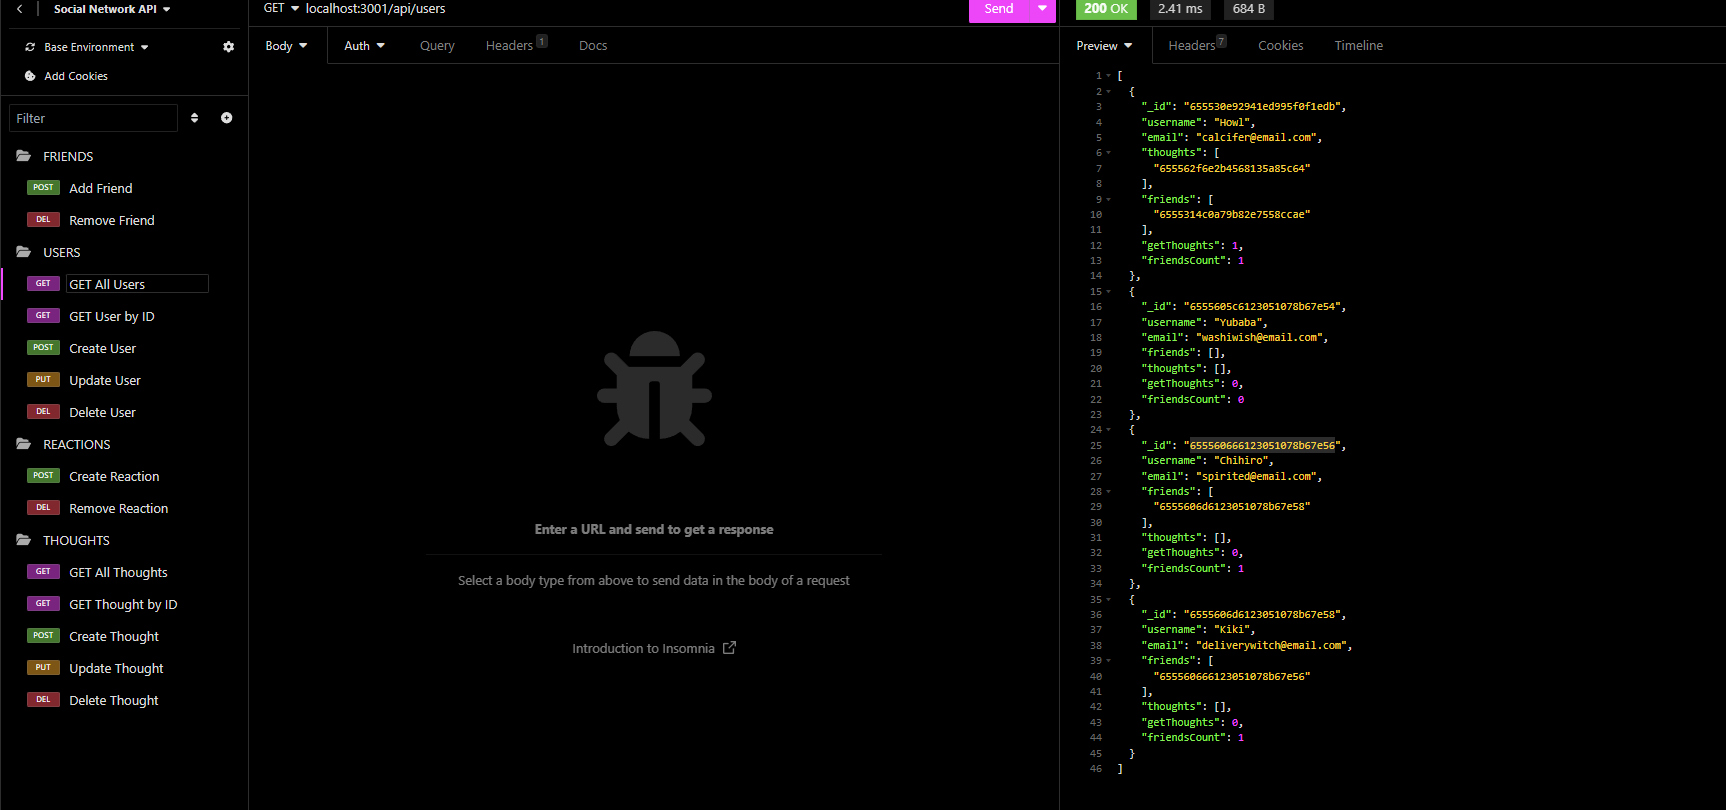 Social Network API
Base Environment
Add Cookies
Filter
FRIENDS
POST Add Friend
DEL Remove Friend
USERS
GET GET All Users
GET GET User by ID
POST Create User
PUT Update User
DEL Delete User
REACTIONS
POST Create Reaction
DEL Remove Reaction
THOUGHTS
GET GET All Thoughts
GET GET Thought by ID
POST Create Thought
PUT Update Thought
DEL Delete Thought
GET localhost:3001/api/users Send
Body Auth Query Headers 1 Docs
Enter a URL and send to get a response
Select a body type from above to send data in the body of a request
Introduction to Insomnia
200 OK 2.41 ms 684 B
Preview Headers 7 Cookies Timeline
1 [
2 {
3 "_id": "655530e92941ed995f0f1edb",
4 "username": "Howl",
5 "email": "calcifer@email.com",
6 "thoughts": [
7 "655562f6e2b4568135a85c64"
8 ],
9 "friends": [
10 "6555314c0a79b82e7558ccae"
11 ],
12 "getThoughts": 1,
13 "friendsCount": 1
14 },
15 {
16 "_id": "6555605c6123051078b67e54",
17 "username": "Yubaba",
18 "email": "washiwish@email.com",
19 "friends": [],
20 "thoughts": [],
21 "getThoughts": 0,
22 "friendsCount": 0
23 },
24 {
25 "_id": "655560666123051078b67e56",
26 "username": "Chihiro",
27 "email": "spirited@email.com",
28 "friends": [
29 "6555606d6123051078b67e58"
30 ],
31 "thoughts": [],
32 "getThoughts": 0,
33 "friendsCount": 1
34 },
35 {
36 "_id": "6555606d6123051078b67e58",
37 "username": "Kiki",
38 "email": "deliverywitch@email.com",
39 "friends": [
40 "655560666123051078b67e56"
41 ],
42 "thoughts": [],
43 "getThoughts": 0,
44 "friendsCount": 1
45 }
46 ]